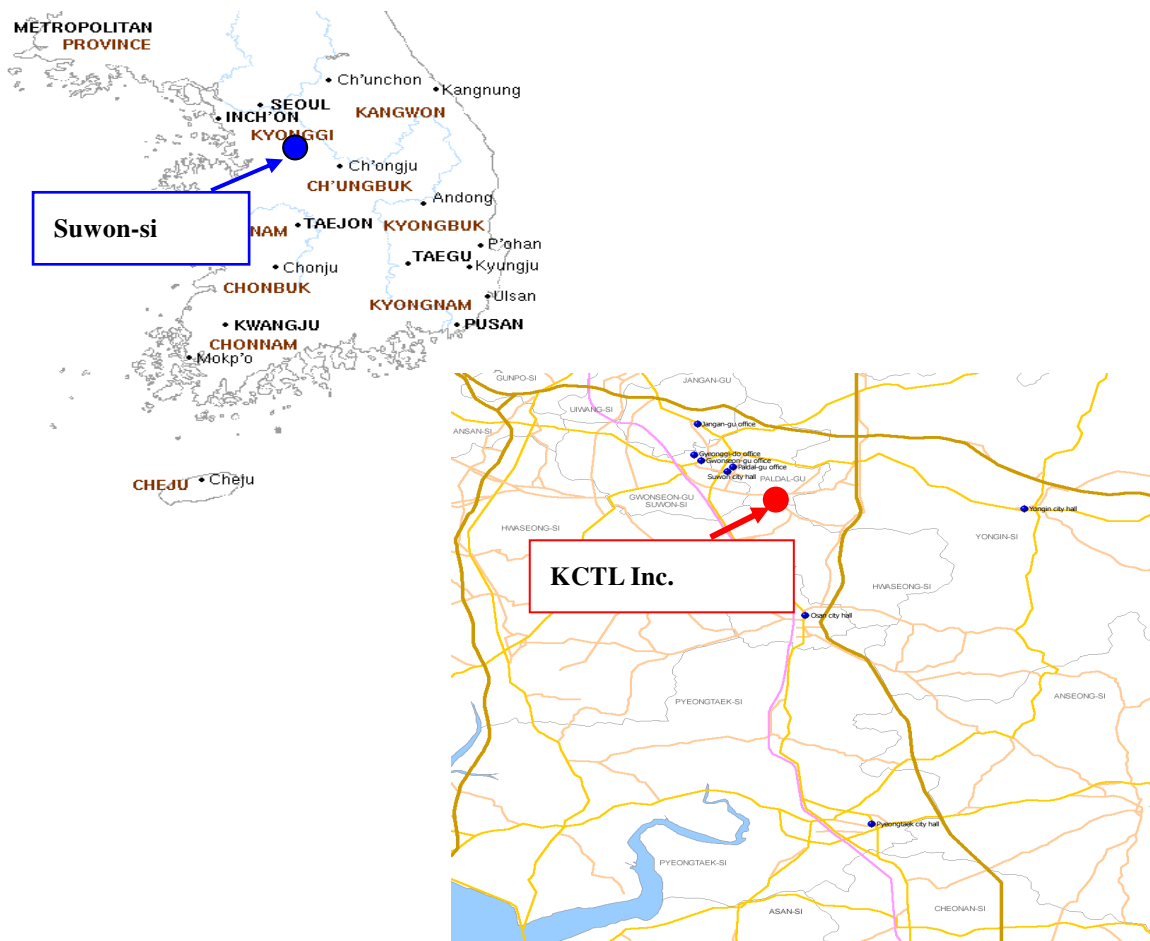 METROPOLITAN
PROVINCE
Ch'unchon
Kangnung
SEOUL
KANGWON
INCH'ON
KYONGGI
Ch'ongju
CH'UNGBUK
Andong
Suwon-si
NAM
TAEJON
KYONGBUK
P'ohan
TAEGU
Kyungju
Chonju
CHONBUK
Ulsan
KYONGNAM
KWANGJU
PUSAN
CHONNAM
Mokp'o
CHEJU
Cheju
GUNPO-SI
JANGAN-GU
UIWANG-SI
Jangan-gu office
ANSAN-SI
Gyeonggi-do office
Gwonseon-gu office
Paldal-gu office
Suwon city hall
PALDAL-GU
GWONSEON-GU
SUWON-SI
Yongin city hall
HWASEONG-SI
YONGIN-SI
KCTL Inc.
HWASEONG-SI
Osan city hall
ANSEONG-SI
PYEONGTAEK-SI
Pyeongtaek city hall
PYEONGTAEK-SI
ASAN-SI
CHEONAN-SI